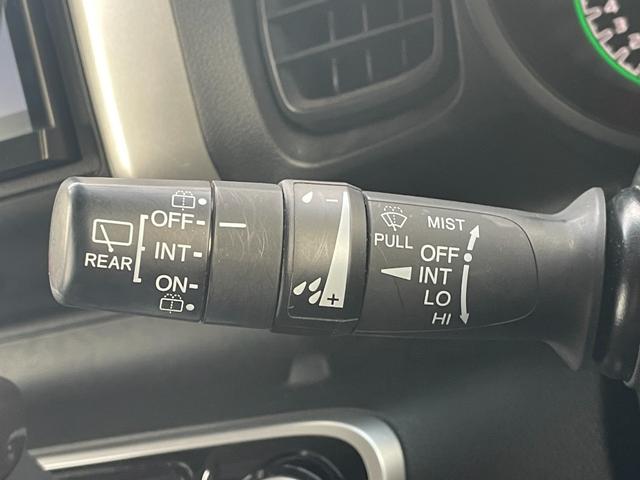 OFF
INT
ON
REAR
-
+
PULL
MIST
OFF
INT
LO
HI